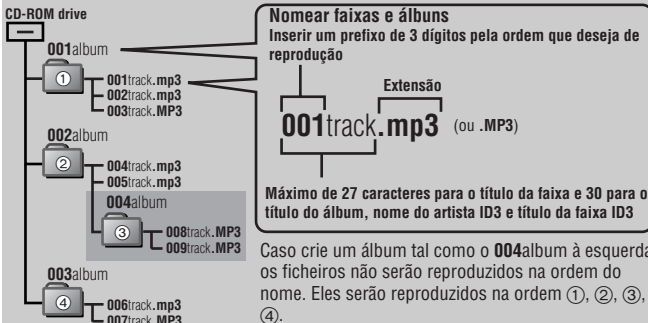 CD-ROM drive
001album
①
001track.mp3
002track.mp3
003track.MP3
002album
②
004track.mp3
005track.mp3
004album
③
008track.MP3
009track.MP3
003album
④
006track.mp3
007track.MP3
Nomear faixas e álbuns
Inserir um prefixo de 3 dígitos pela ordem que deseja de
reprodução
Extensão
001track.mp3 (ou .MP3)
Máximo de 27 caracteres para o título da faixa e 30 para o
título do álbum, nome do artista ID3 e título da faixa ID3
Caso crie um álbum tal como o 004album à esquerda
os ficheiros não serão reproduzidos na ordem do
nome. Eles serão reproduzidos na ordem ①, ②, ③,
④.